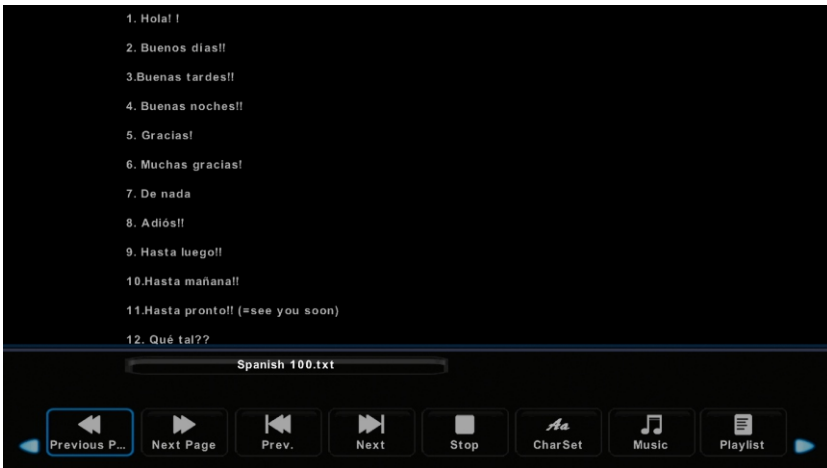 1. Hola! !
2. Buenos dias!!
3.Buenas tardes!!
4. Buenas noches!!
5. Gracias!
6. Muchas gracias!
7. De nada
8. Adiós!!
9. Hasta luego!!
10.Hasta mañana!!
11.Hasta pronto!! (=see you soon)
12. Qué tal??
Spanish 100.txt
Previous P... Next Page Prev. Next Stop CharSet Music Playlist